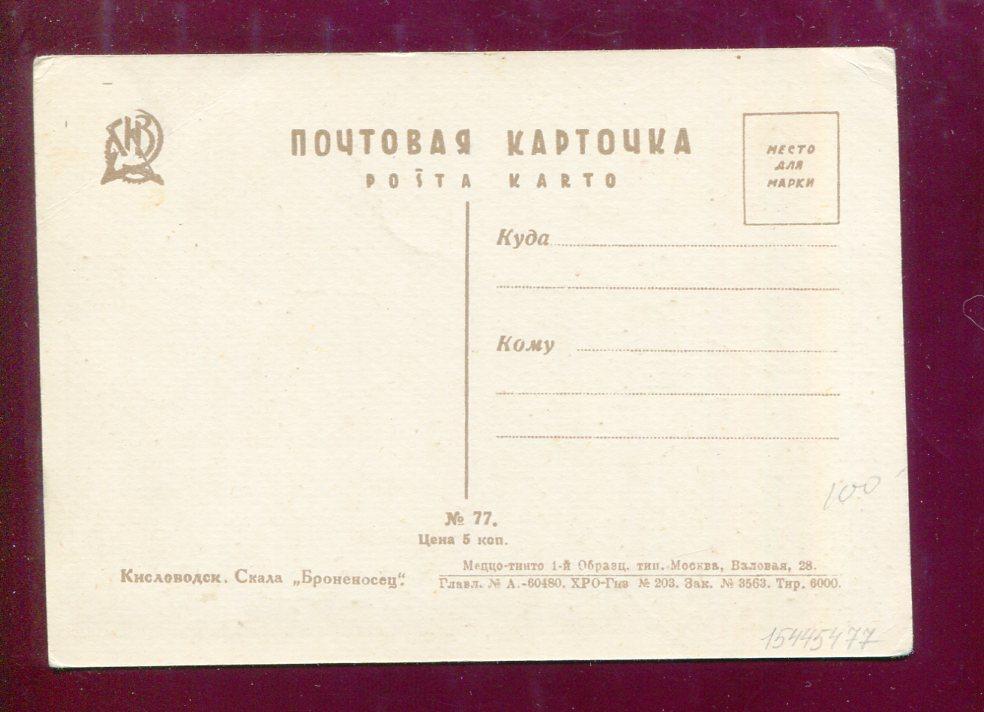 ПОЧТОВАЯ КАРТОЧКА
POŜTA KARTO
МЕСТО
ДЛЯ
МАРКИ
Куда
Кому
100
№ 77.
Цена 5 коп.
Кисловодск. Скала „Броненосец“.
Меццо-тинто 1-й Образц. тип. Москва, Валовая, 28.
Главл. № А.-60480. ХРО-Гиз № 203. Зак. № 3563. Тир. 6000.
15445477